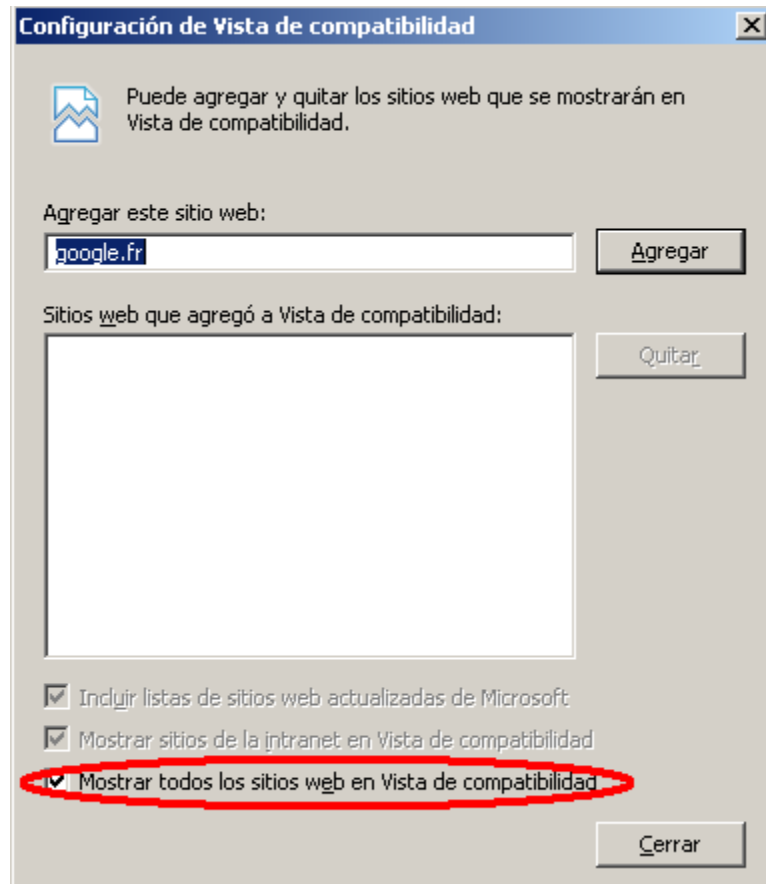 Configuración de Vista de compatibilidad
Puede agregar y quitar los sitios web que se mostrarán en
Vista de compatibilidad.
Agregar este sitio web:
google.fr
Agregar
Sitios web que agregó a Vista de compatibilidad:
Quitar
Incluir listas de sitios web actualizadas de Microsoft
Mostrar sitios de la intranet en Vista de compatibilidad
Mostrar todos los sitios web en Vista de compatibilidad
Cerrar